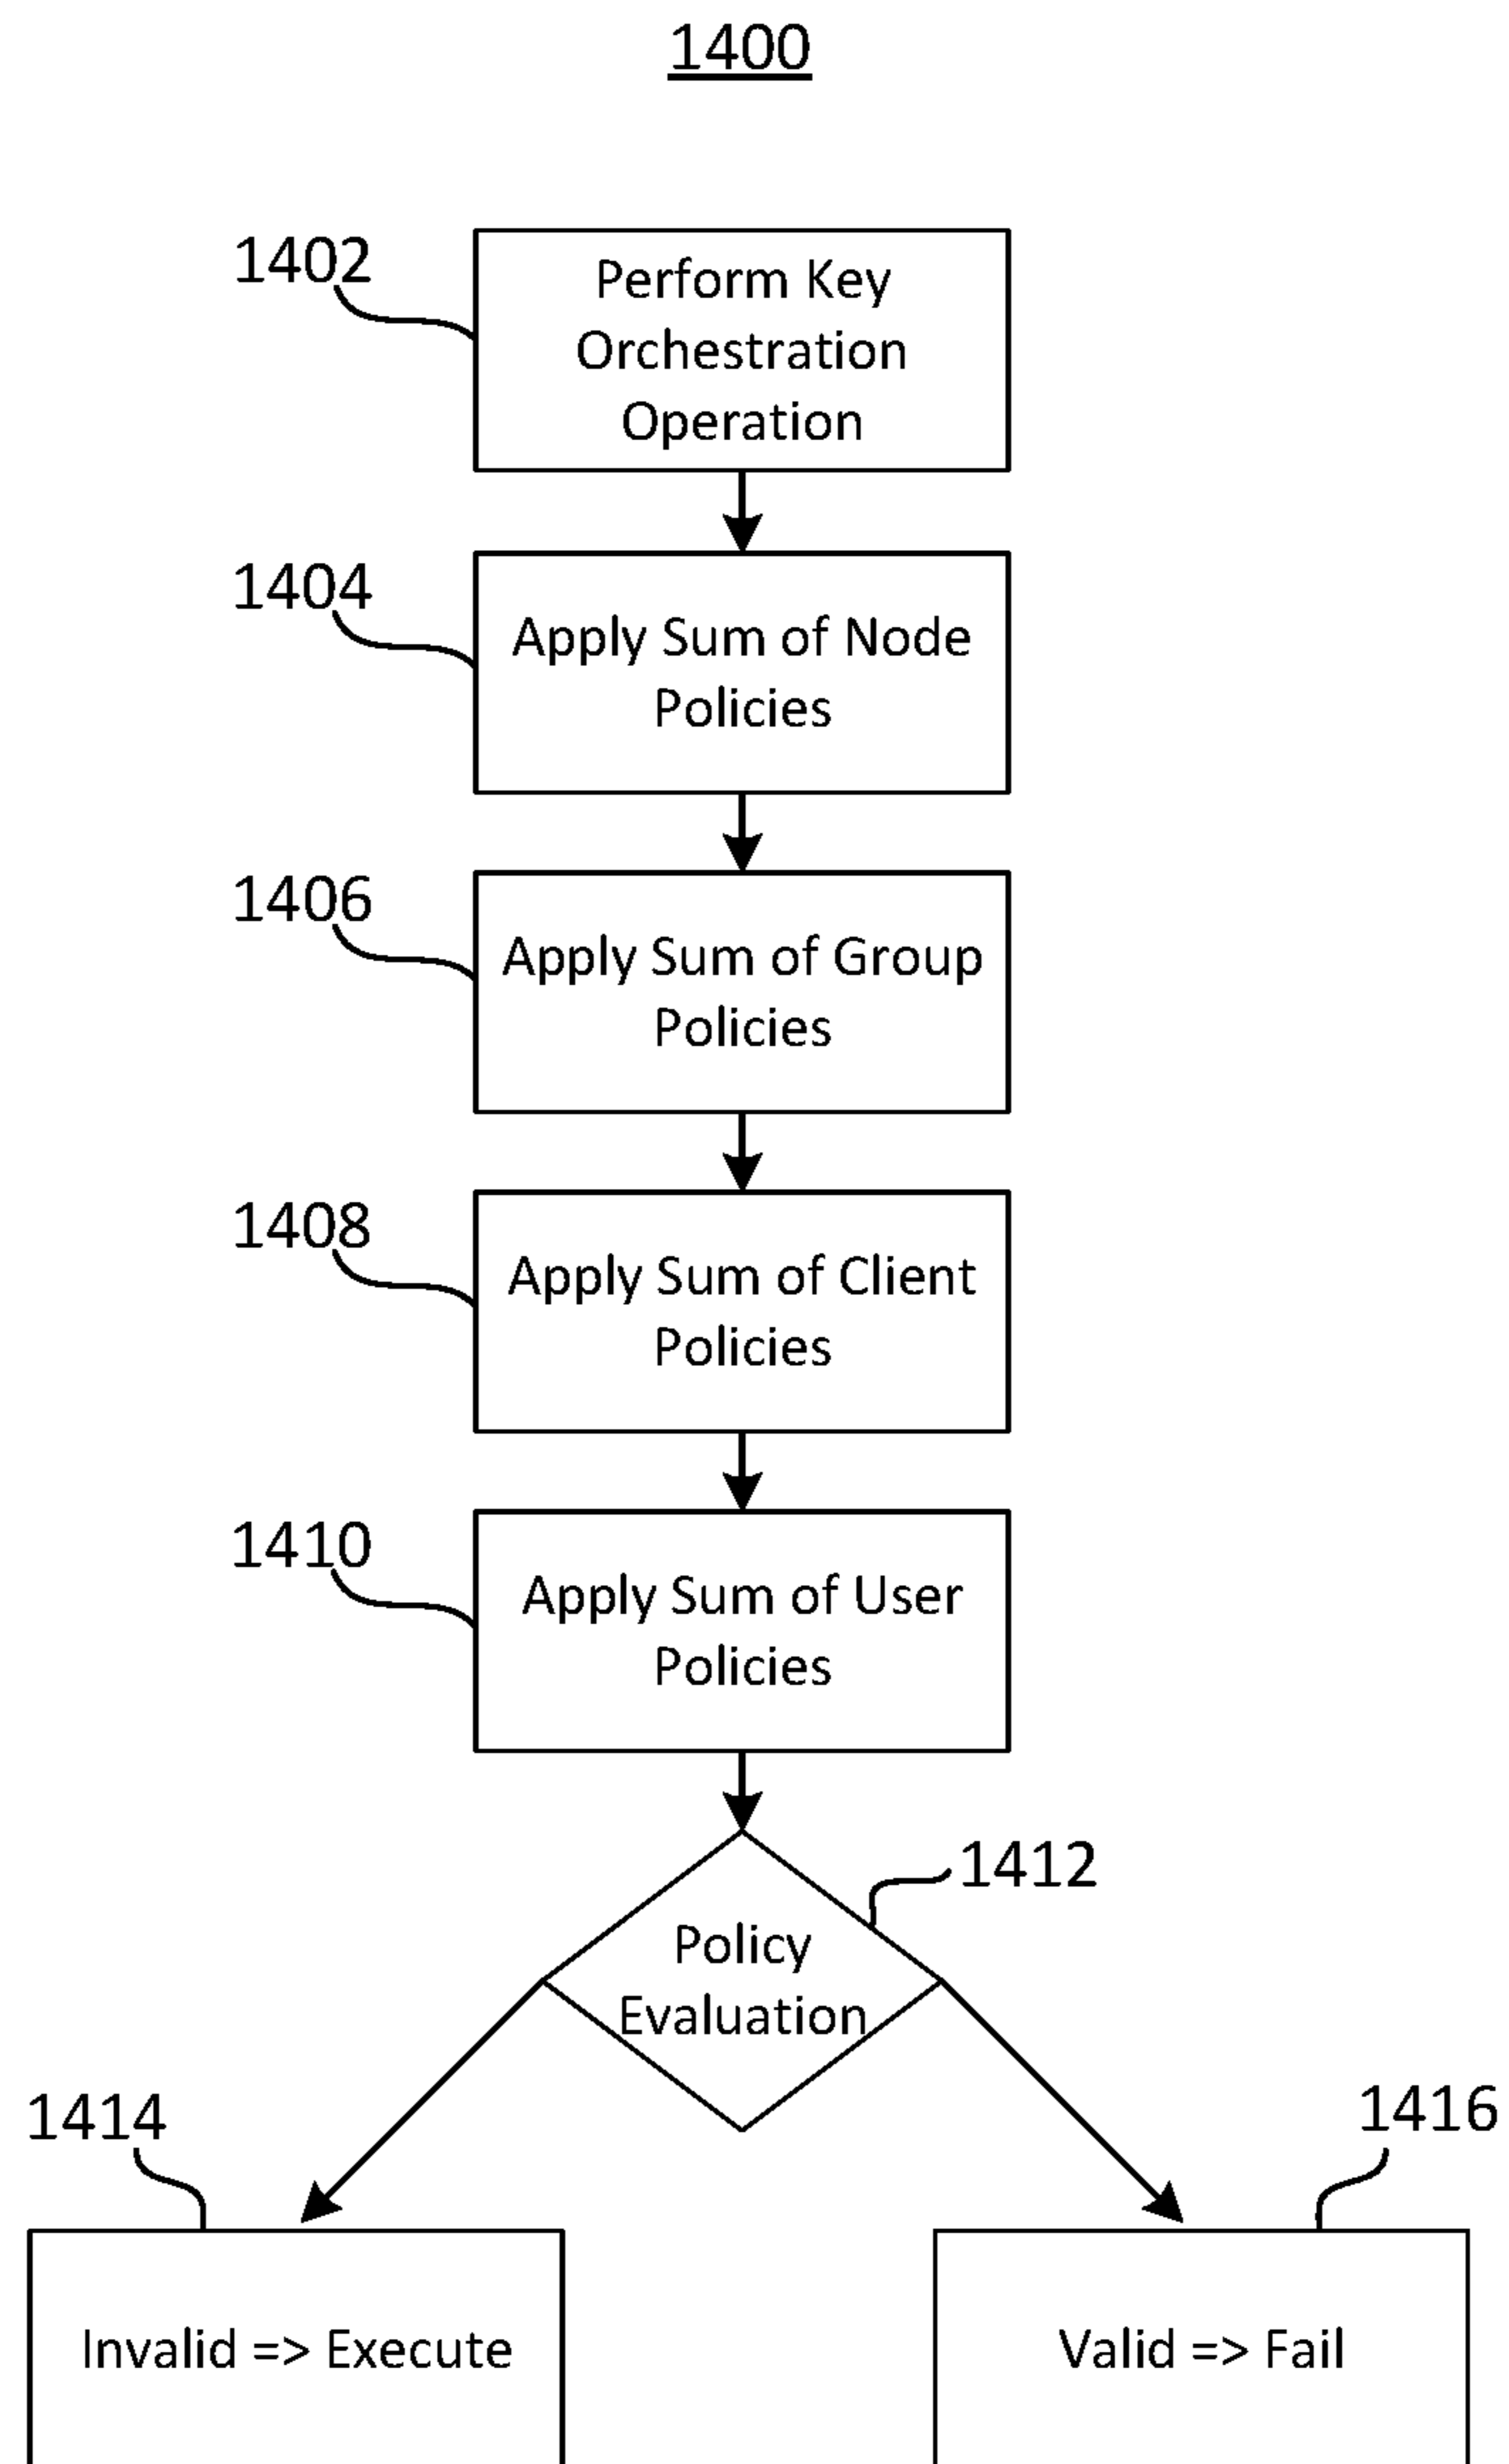 1400
1402
Perform Key
Orchestration
Operation
1404
Apply Sum of Node
Policies
1406
Apply Sum of Group
Policies
1408
Apply Sum of Client
Policies
1410
Apply Sum of User
Policies
1412
Policy
Evaluation
1414
1416
Invalid => Execute
Valid => Fail